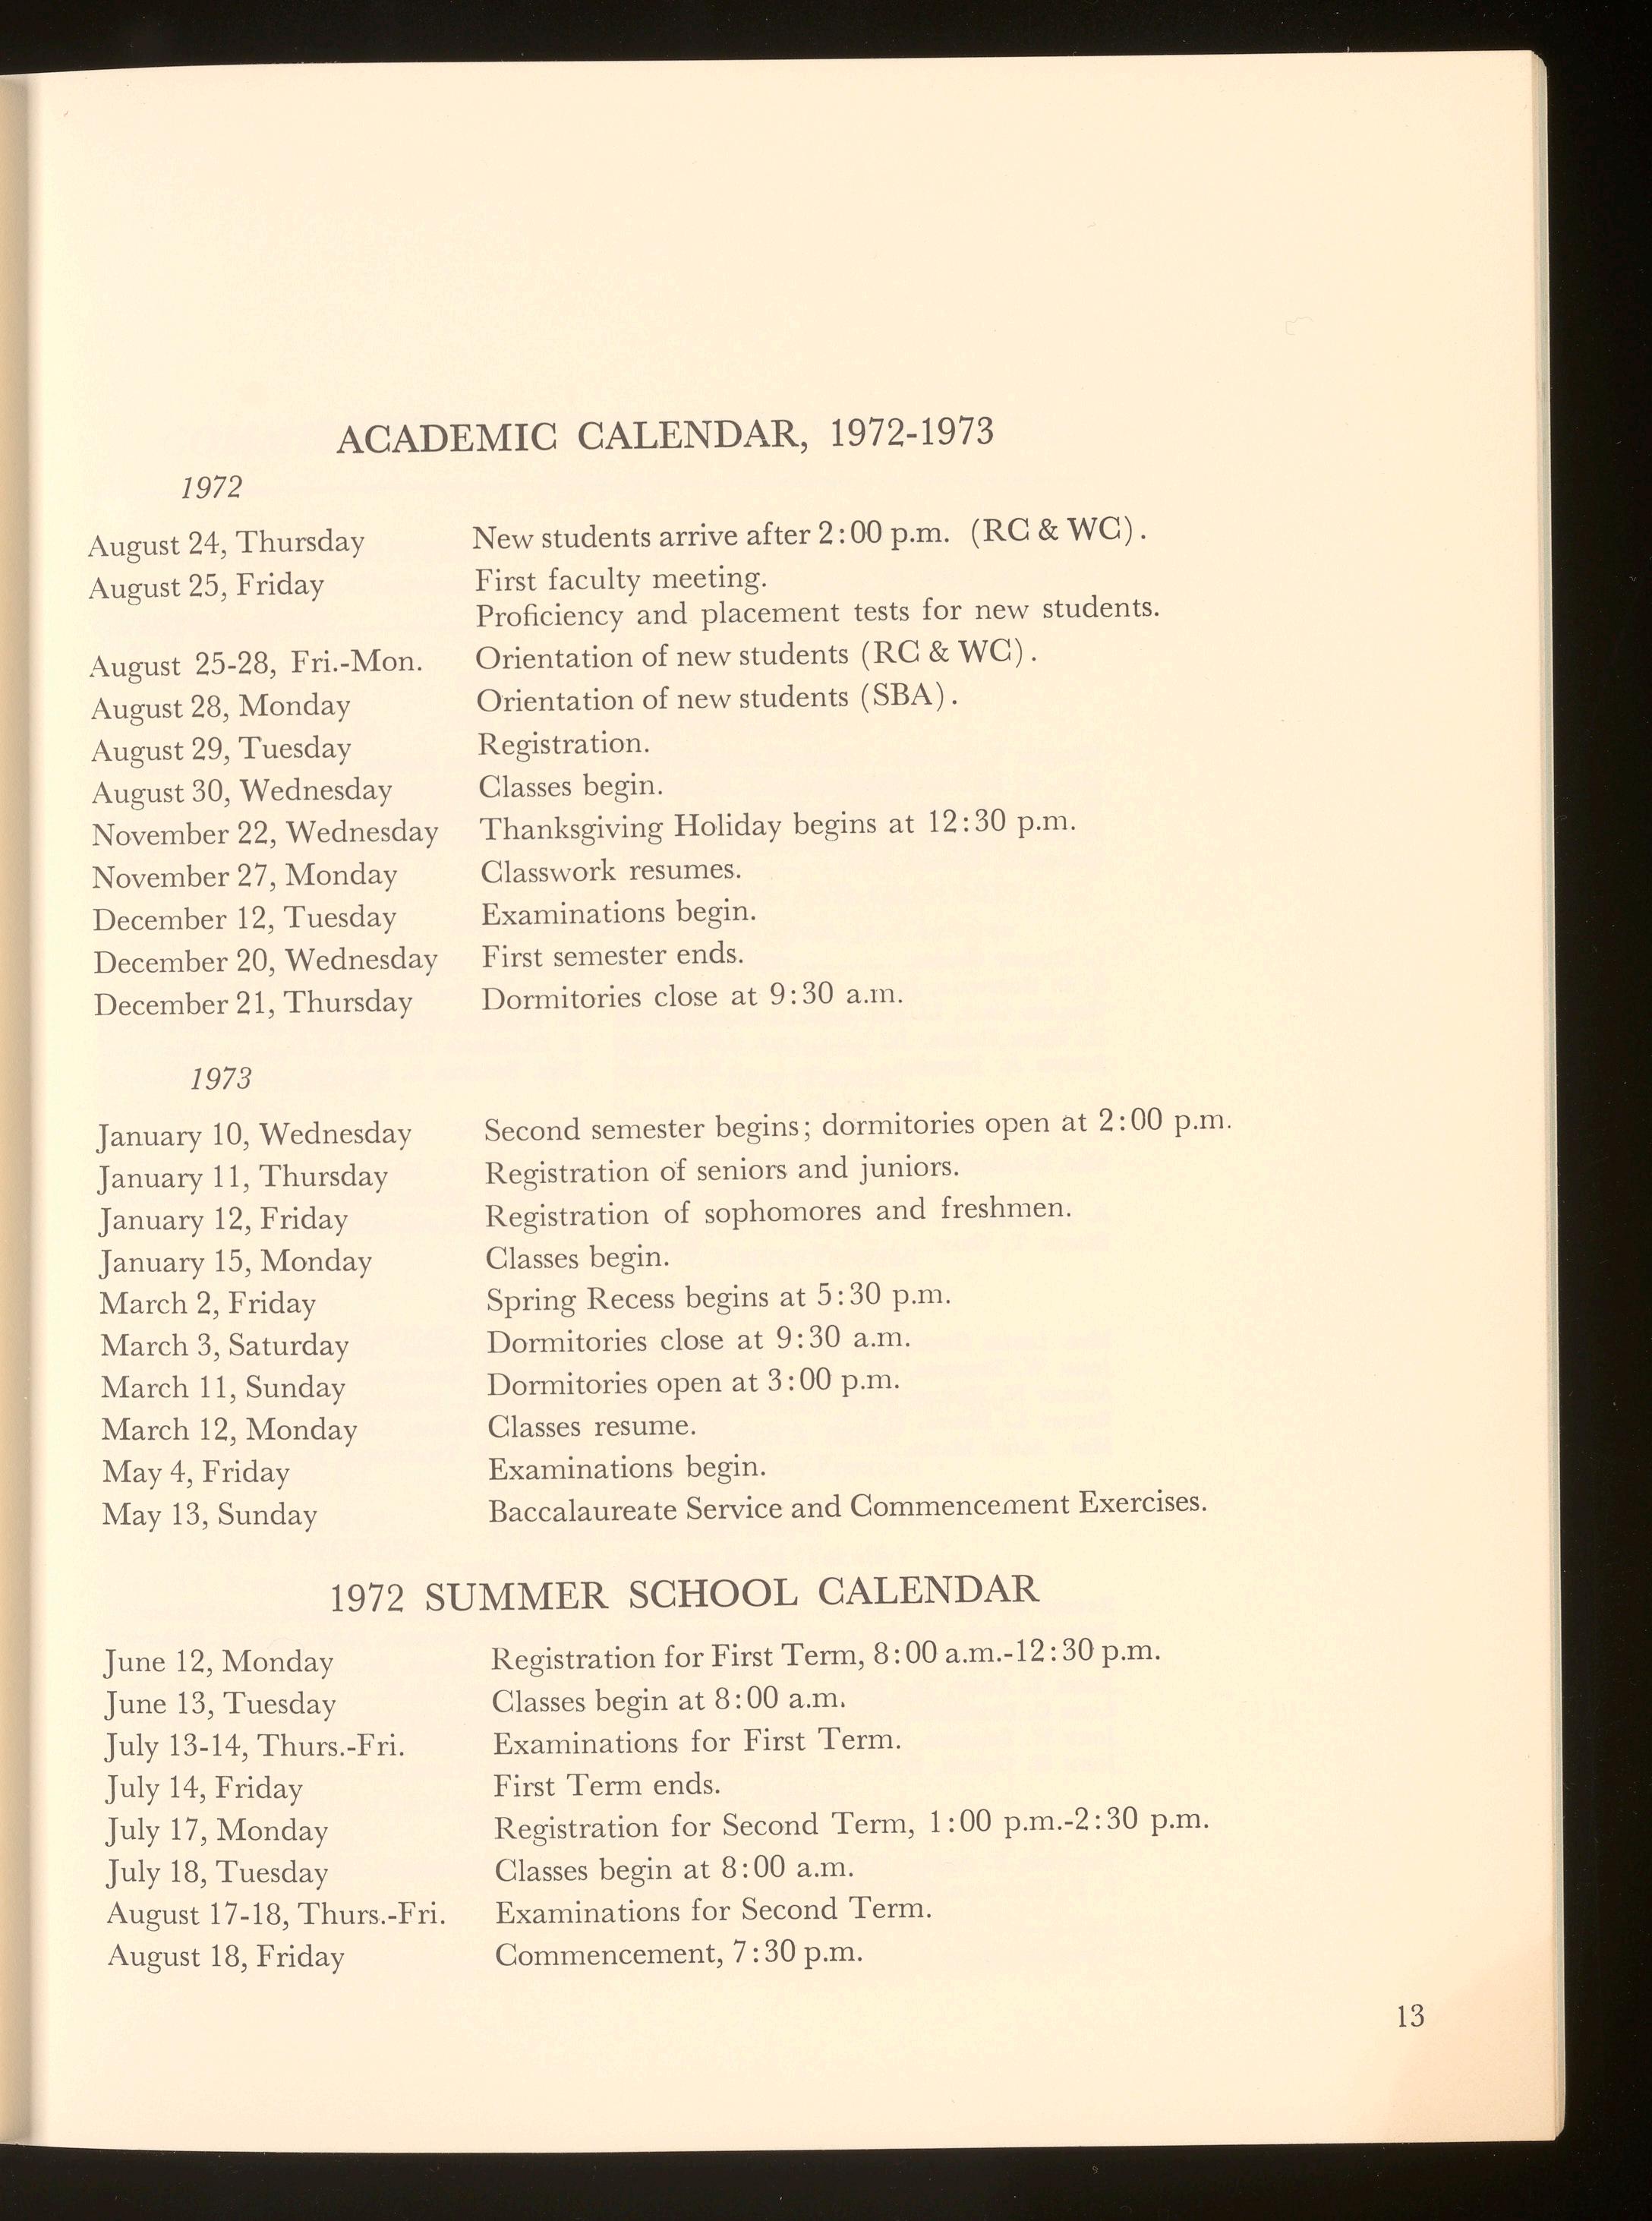 ACADEMIC CALENDAR, 1972-1973
1972
August 24, Thursday New students arrive after 2:00 p.m. (RC & WC).
August 25, Friday First faculty meeting.
Proficiency and placement tests for new students.
August 25-28, Fri.-Mon. Orientation of new students (RC & WC).
August 28, Monday Orientation of new students (SBA).
August 29, Tuesday Registration.
August 30, Wednesday Classes begin.
November 22, Wednesday Thanksgiving Holiday begins at 12:30 p.m.
November 27, Monday Classwork resumes.
December 12, Tuesday Examinations begin.
December 20, Wednesday First semester ends.
December 21, Thursday Dormitories close at 9:30 a.m.
1973
January 10, Wednesday Second semester begins; dormitories open at 2:00 p.m.
January 11, Thursday Registration of seniors and juniors.
January 12, Friday Registration of sophomores and freshmen.
January 15, Monday Classes begin.
March 2, Friday Spring Recess begins at 5:30 p.m.
March 3, Saturday Dormitories close at 9:30 a.m.
March 11, Sunday Dormitories open at 3:00 p.m.
March 12, Monday Classes resume.
May 4, Friday Examinations begin.
May 13, Sunday Baccalaureate Service and Commencement Exercises.
1972 SUMMER SCHOOL CALENDAR
June 12, Monday Registration for First Term, 8:00 a.m.-12:30 p.m.
June 13, Tuesday Classes begin at 8:00 a.m.
July 13-14, Thurs.-Fri. Examinations for First Term.
July 14, Friday First Term ends.
July 17, Monday Registration for Second Term, 1:00 p.m.-2:30 p.m.
July 18, Tuesday Classes begin at 8:00 a.m.
August 17-18, Thurs.-Fri. Examinations for Second Term.
August 18, Friday Commencement, 7:30 p.m.
13